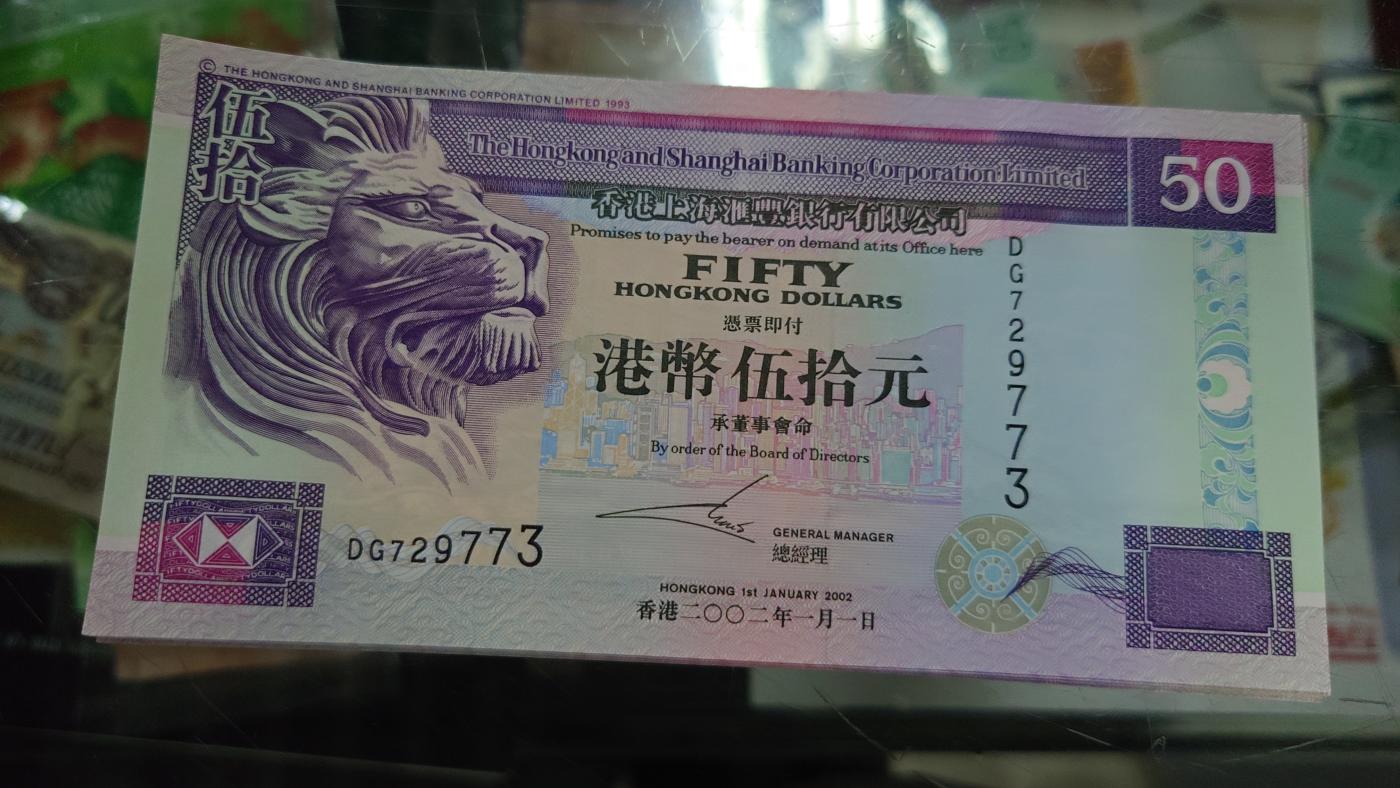 © THE HONGKONG AND SHANGHAI BANKING CORPORATION LIMITED 1993
伍拾
The Hongkong and Shanghai Banking Corporation Limited
50
香港上海滙豐銀行有限公司
Promises to pay the bearer on demand at its Office here
FIFTY
HONGKONG DOLLARS
憑票即付
港幣伍拾元
承董事會命
By order of the Board of Directors
DG729773
GENERAL MANAGER
總經理
DG729773
HONGKONG 1st JANUARY 2002
香港二〇〇二年一月一日